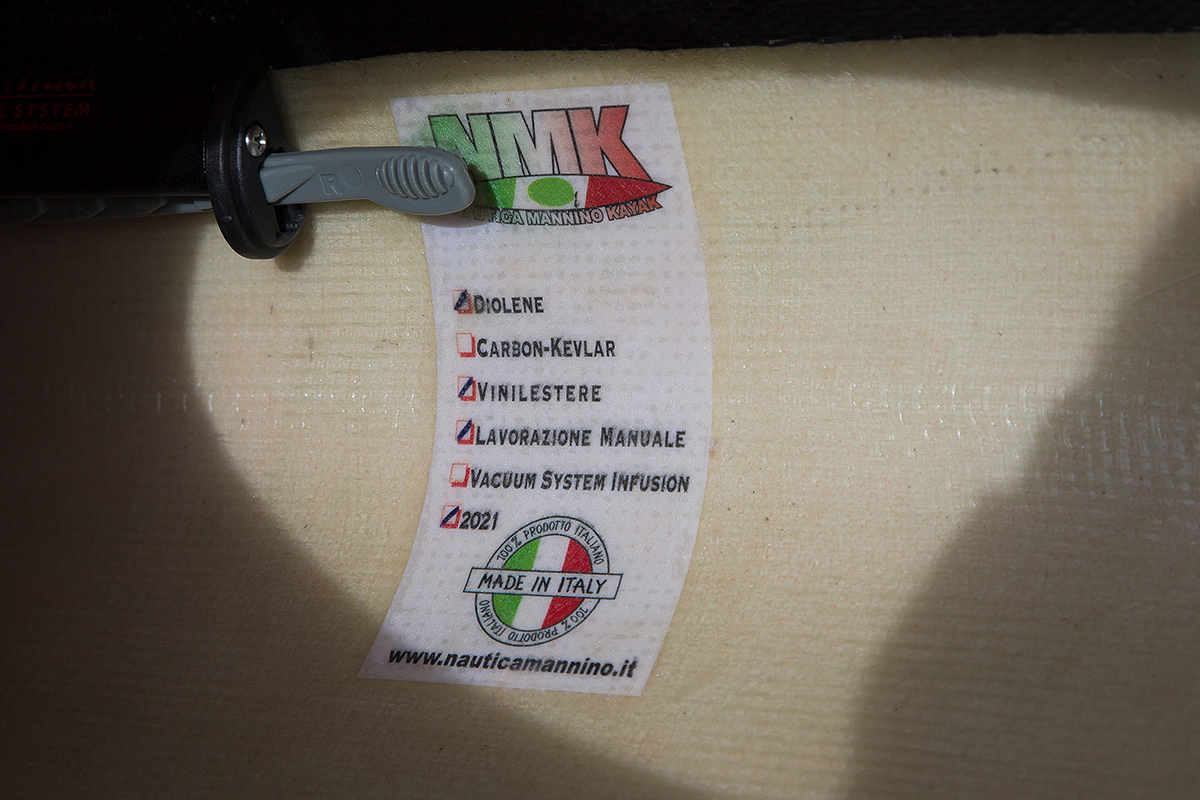 SYSTEM
NMK
NAUTICA MANNINO KAYAK
DIOLENE
CARBON-KEVLAR
VINILESTERE
LAVORAZIONE MANUALE
VACUUM SYSTEM INFUSION
2021
100% PRODOTTO ITALIANO
MADE IN ITALY
100% PRODOTTO ITALIANO
www.nauticamannino.it